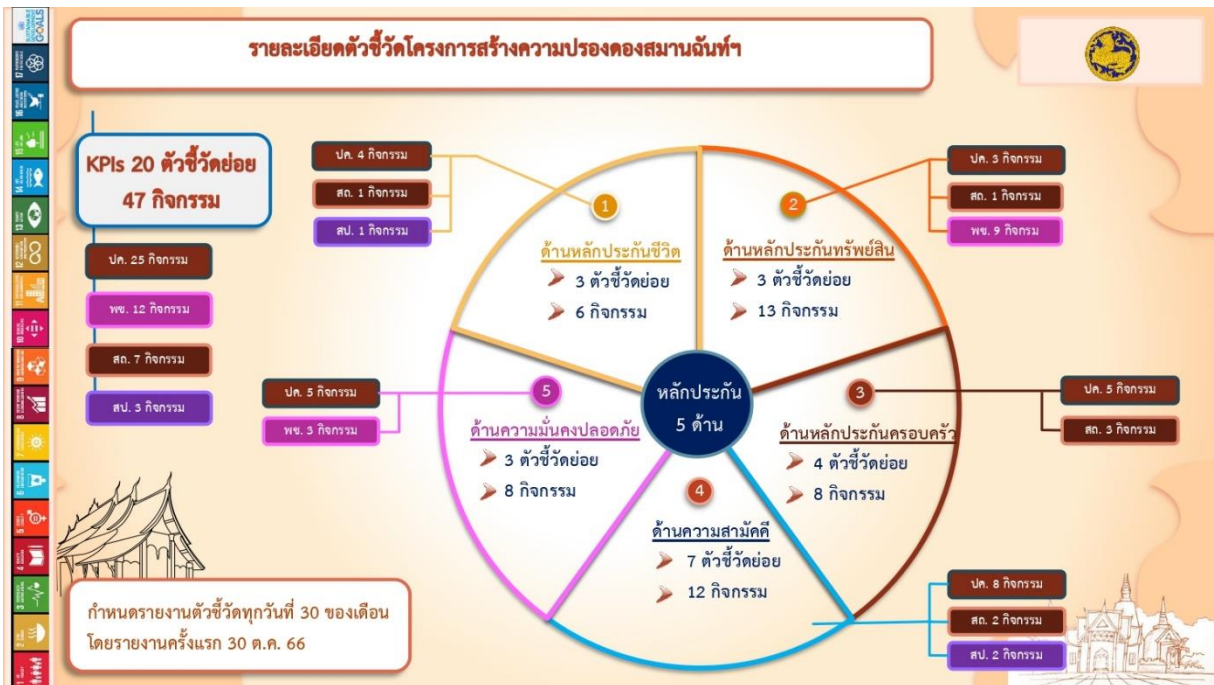 รายละเอียดตัวชี้วัดโครงการสร้างความปรองดองสมานฉันท์ฯ
KPIs 20 ตัวชี้วัดย่อย
47 กิจกรรม
ปค. 25 กิจกรรม
พช. 12 กิจกรรม
สถ. 7 กิจกรรม
สป. 3 กิจกรรม
ปค. 4 กิจกรรม
สถ. 1 กิจกรรม
สป. 1 กิจกรรม
1
ด้านหลักประกันชีวิต
3 ตัวชี้วัดย่อย
6 กิจกรรม
2
ด้านหลักประกันทรัพย์สิน
3 ตัวชี้วัดย่อย
13 กิจกรรม
ปค. 3 กิจกรรม
สถ. 1 กิจกรรม
พช. 9 กิจกรม
หลักประกัน
5 ด้าน
3
ด้านหลักประกันครอบครัว
4 ตัวชี้วัดย่อย
8 กิจกรรม
ปค. 5 กิจกรรม
สถ. 3 กิจกรรม
4
ด้านความสามัคคี
7 ตัวชี้วัดย่อย
12 กิจกรรม
ปค. 8 กิจกรรม
สถ. 2 กิจกรรม
สป. 2 กิจกรรม
5
ด้านความมั่นคงปลอดภัย
3 ตัวชี้วัดย่อย
8 กิจกรรม
ปค. 5 กิจกรรม
พช. 3 กิจกรรม
กำหนดรายงานตัวชี้วัดทุกวันที่ 30 ของเดือน
โดยรายงานครั้งแรก 30 ต.ค. 66
SUSTAINABLE
DEVELOPMENT
GOALS
17
16
15
14
13
12
11
10
9
8
7
6
5
4
3
2
1